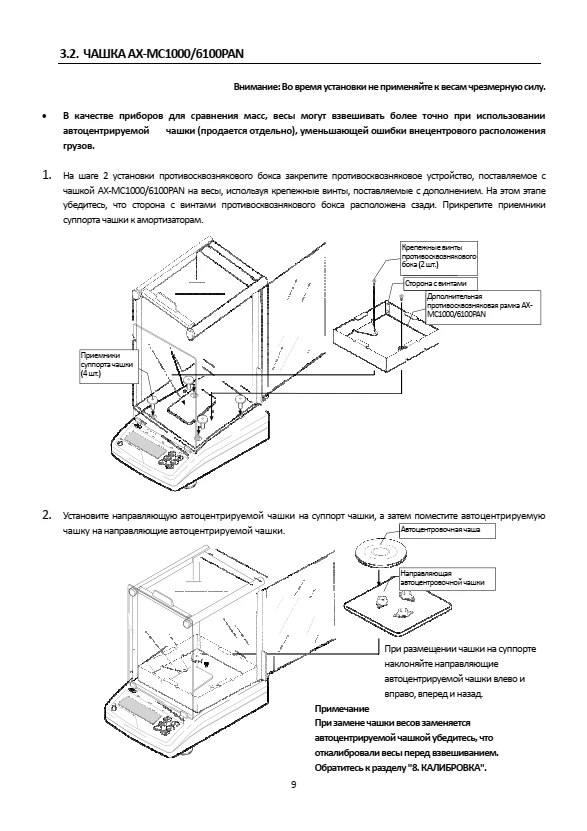 3.2. ЧАШКА AX-MC1000/6100PAN
Внимание: Во время установки не применяйте к весам чрезмерную силу.
• В качестве приборов для сравнения масс, весы могут взвешивать более точно при использовании
автоцентрируемой чашки (продается отдельно), уменьшающей ошибки внецентрового расположения
грузов.
1. На шаге 2 установки противосквознякового бокса закрепите противосквозняковое устройство, поставляемое с
чашкой AX-MC1000/6100PAN на весы, используя крепежные винты, поставляемые с дополнением. На этом этапе
убедитесь, что сторона с винтами противосквознякового бокса расположена сзади. Прикрепите приемники
суппорта чашки к амортизаторам.
Крепежные винты
противосквознякового
бока (2 шт.)
Сторона с винтами
Дополнительная
противосквозняковая рамка AX-
MC1000/6100PAN
Приемники
суппорта чашки
(4 шт.)
2. Установите направляющую автоцентрируемой чашки на суппорт чашки, а затем поместите автоцентрируемую
чашку на направляющие автоцентрируемой чашки.
Автоцентровочная чаша
Направляющая
автоцентровочной чашки
При размещении чашки на суппорте
наклоняйте направляющие
автоцентрируемой чашки влево и
вправо, вперед и назад.
Примечание
При замене чашки весов заменяется
автоцентрируемой чашкой убедитесь, что
откалибровали весы перед взвешиванием.
Обратитесь к разделу "8. КАЛИБРОВКА".
9